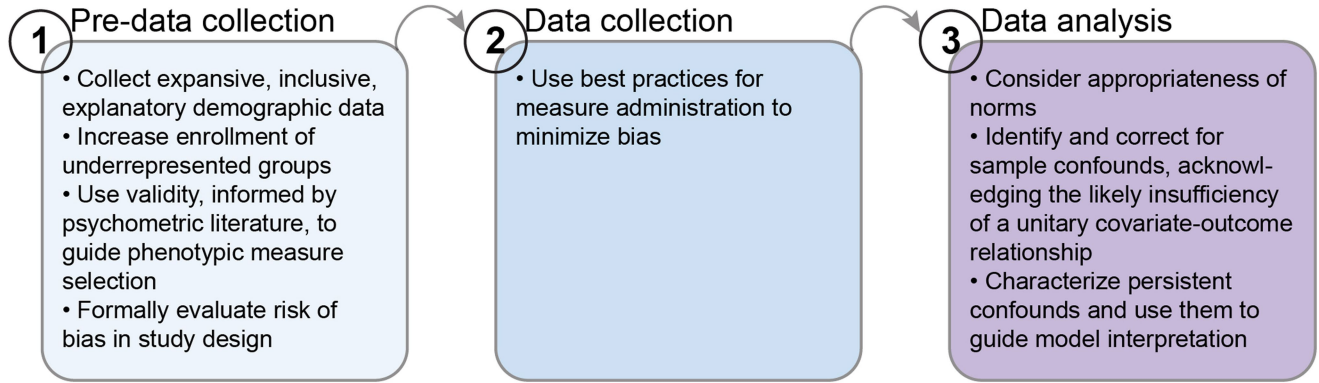 1
Pre-data collection
• Collect expansive, inclusive,
explanatory demographic data
• Increase enrollment of
underrepresented groups
• Use validity, informed by
psychometric literature, to
guide phenotypic measure
selection
• Formally evaluate risk of
bias in study design
2
Data collection
• Use best practices for
measure administration to
minimize bias
3
Data analysis
• Consider appropriateness of
norms
• Identify and correct for
sample confounds, acknowl-
edging the likely insufficiency
of a unitary covariate-outcome
relationship
• Characterize persistent
confounds and use them to
guide model interpretation